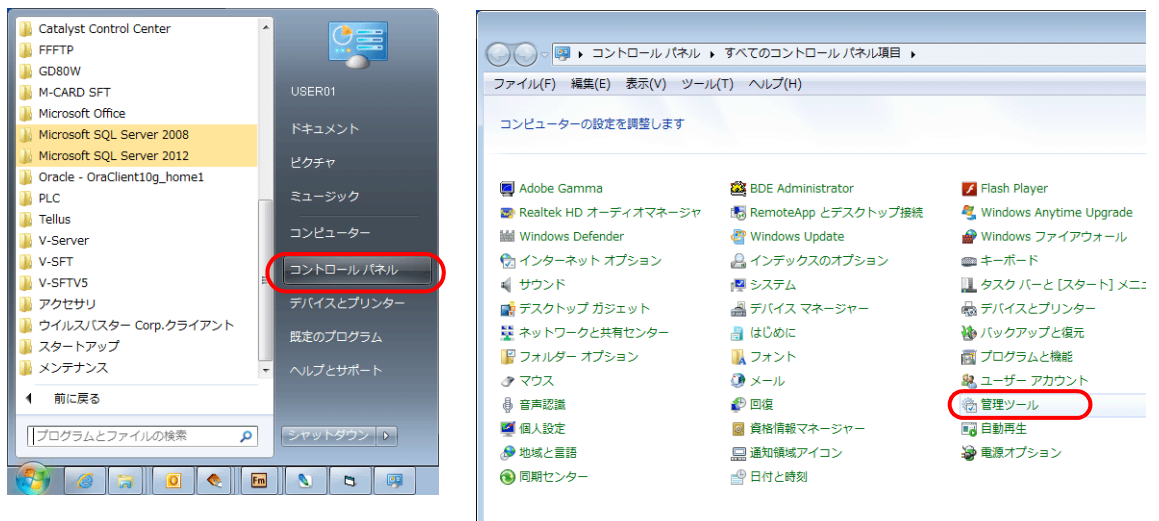 Catalyst Control Center
FFFTP
GD80W
M-CARD SFT
Microsoft Office
Microsoft SQL Server 2008
Microsoft SQL Server 2012
Oracle - OraClient10g_home1
PLC
Tellus
V-Server
V-SFT
V-SFTV5
アクセサリ
ウイルスバスター Corp.クライアント
スタートアップ
メンテナンス
前に戻る
プログラムとファイルの検索
USER01
ドキュメント
ピクチャ
ミュージック
コンピューター
コントロール パネル
デバイスとプリンター
既定のプログラム
ヘルプとサポート
シャットダウン
Fm
コントロール パネル ▸ すべてのコントロール パネル項目 ▸
ファイル(F) 編集(E) 表示(V) ツール(T) ヘルプ(H)
コンピューターの設定を調整します
Adobe Gamma BDE Administrator Flash Player
Realtek HD オーディオマネージャ RemoteApp とデスクトップ接続 Windows Anytime Upgrade
Windows Defender Windows Update Windows ファイアウォール
インターネット オプション インデックスのオプション キーボード
サウンド システム タスク バーと [スタート] メニ
デスクトップ ガジェット デバイス マネージャー デバイスとプリンター
ネットワークと共有センター はじめに バックアップと復元
フォルダー オプション フォント プログラムと機能
マウス メール ユーザー アカウント
音声認識 回復 管理ツール
個人設定 資格情報マネージャー 自動再生
地域と言語 通知領域アイコン 電源オプション
同期センター 日付と時刻